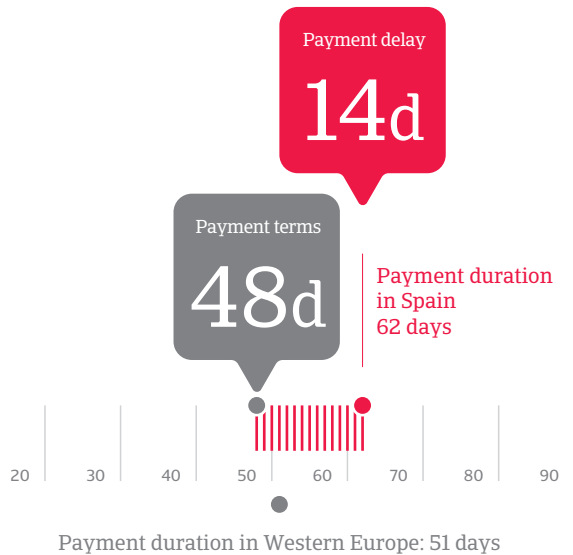 Payment delay
14d
Payment terms
48d
Payment duration
in Spain
62 days
20 30 40 50 60 70 80 90
Payment duration in Western Europe: 51 days